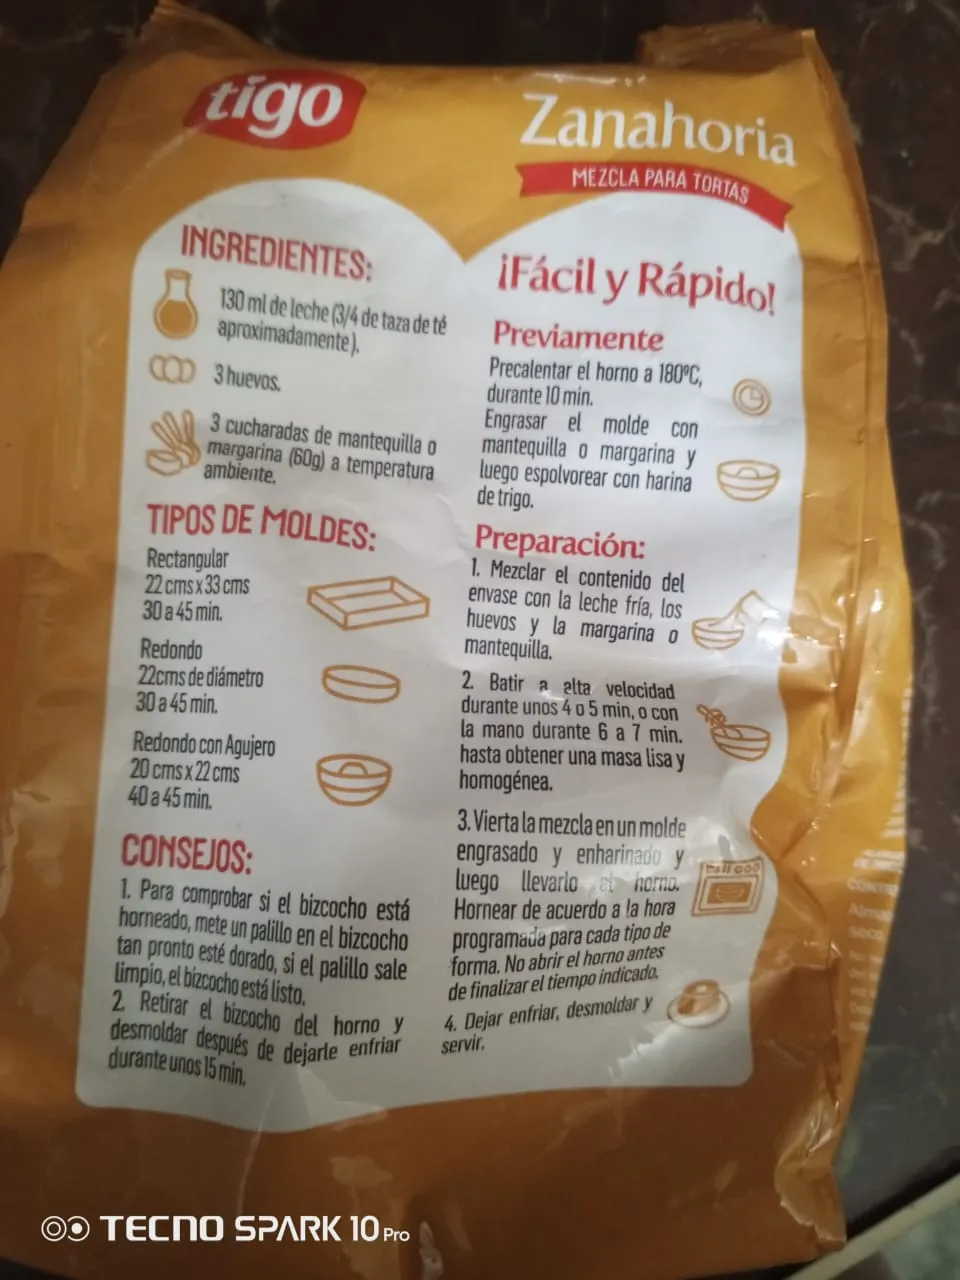 tigo
Zanahoria
MEZCLA PARA TORTAS
INGREDIENTES:
130 ml de leche (3/4 de taza de té
aproximadamente).
3 huevos.
3 cucharadas de mantequilla o
margarina (60g) a temperatura
ambiente.
TIPOS DE MOLDES:
Rectangular
22 cms x 33 cms
30 a 45 min.
Redondo
22cms de diámetro
30 a 45 min.
Redondo con Agujero
20 cms x 22 cms
40 a 45 min.
CONSEJOS:
1. Para comprobar si el bizcocho está
horneado, mete un palillo en el bizcocho
tan pronto esté dorado, si el palillo sale
limpio, el bizcocho está listo.
2. Retirar el bizcocho del horno y
desmoldar después de dejarle enfriar
durante unos 15 min.
¡Fácil y Rápido!
Previamente
Precalentar el horno a 180ºC,
durante 10 min.
Engrasar el molde con
mantequilla o margarina y
luego espolvorear con harina
de trigo.
Preparación:
1. Mezclar el contenido del
envase con la leche fría, los
huevos y la margarina o
mantequilla.
2. Batir a alta velocidad
durante unos 4 o 5 min, o con
la mano durante 6 a 7 min.
hasta obtener una masa lisa y
homogénea.
3. Vierta la mezcla en un molde
engrasado y enharinado y
luego llevarlo al horno.
Hornear de acuerdo a la hora
programada para cada tipo de
forma. No abrir el horno antes
de finalizar el tiempo indicado.
4. Dejar enfriar, desmoldar y
servir.
TECNO SPARK 10 Pro